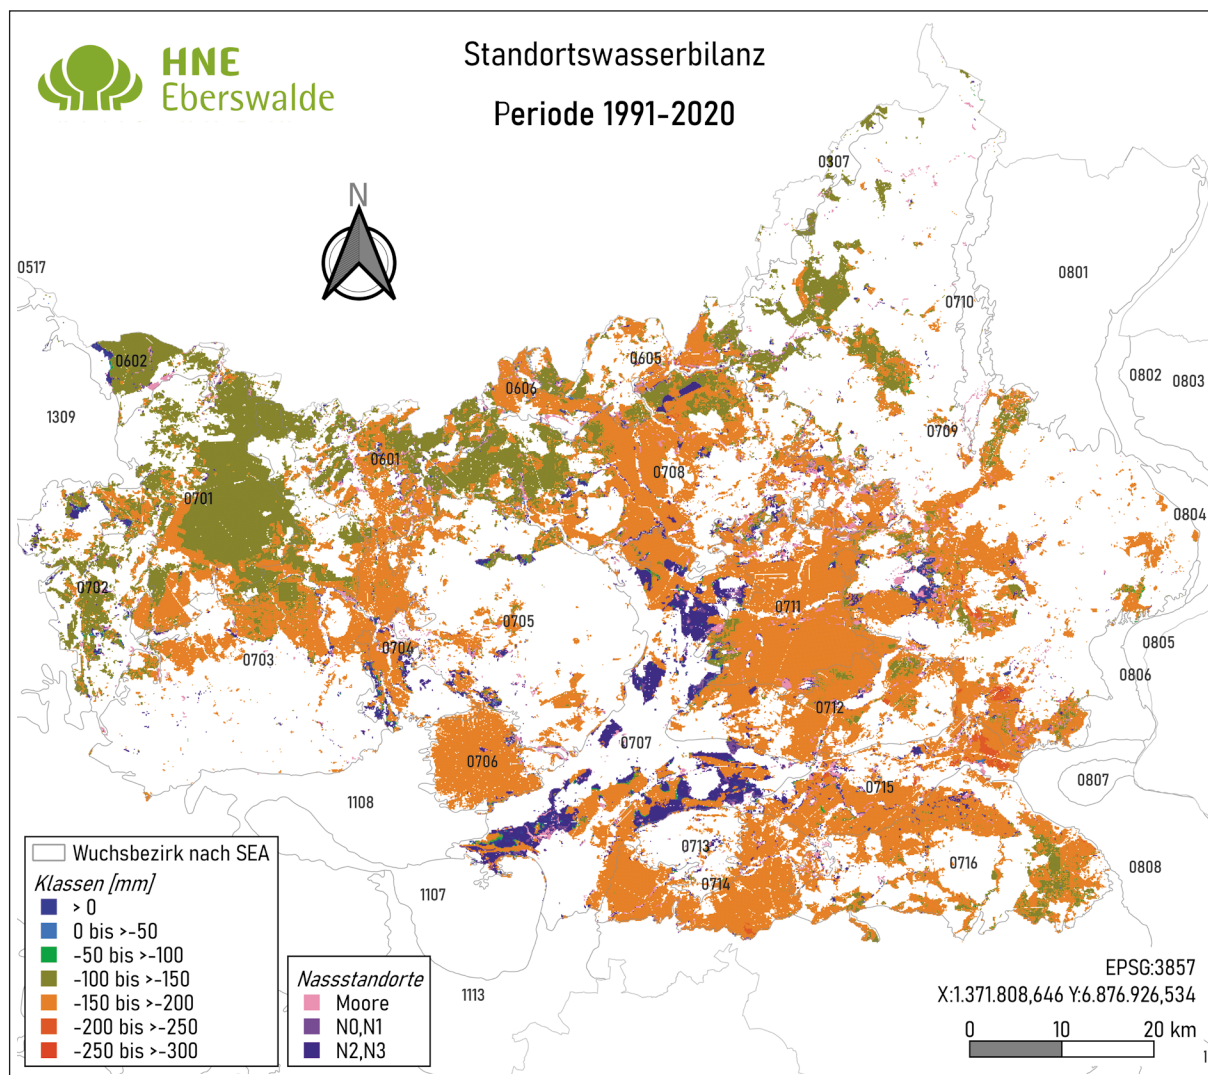 HNE
Eberswalde
Standortswasserbilanz
Periode 1991-2020
N
0307
0517
0801
0710
0602
0605
0802
0803
0606
1309
0709
0601
0708
0701
0804
0702
0711
0705
0805
0704
0703
0806
0712
0707
0706
0807
0715
1108
0713
0716
0808
0714
1107
1113
Wuchsbezirk nach SEA
Klassen [mm]
> 0
0 bis >-50
-50 bis >-100
-100 bis >-150
-150 bis >-200
-200 bis >-250
-250 bis >-300
Nassstandorte
Moore
N0,N1
N2,N3
EPSG:3857
X:1.371.808,646 Y:6.876.926,534
0 10 20 km
1